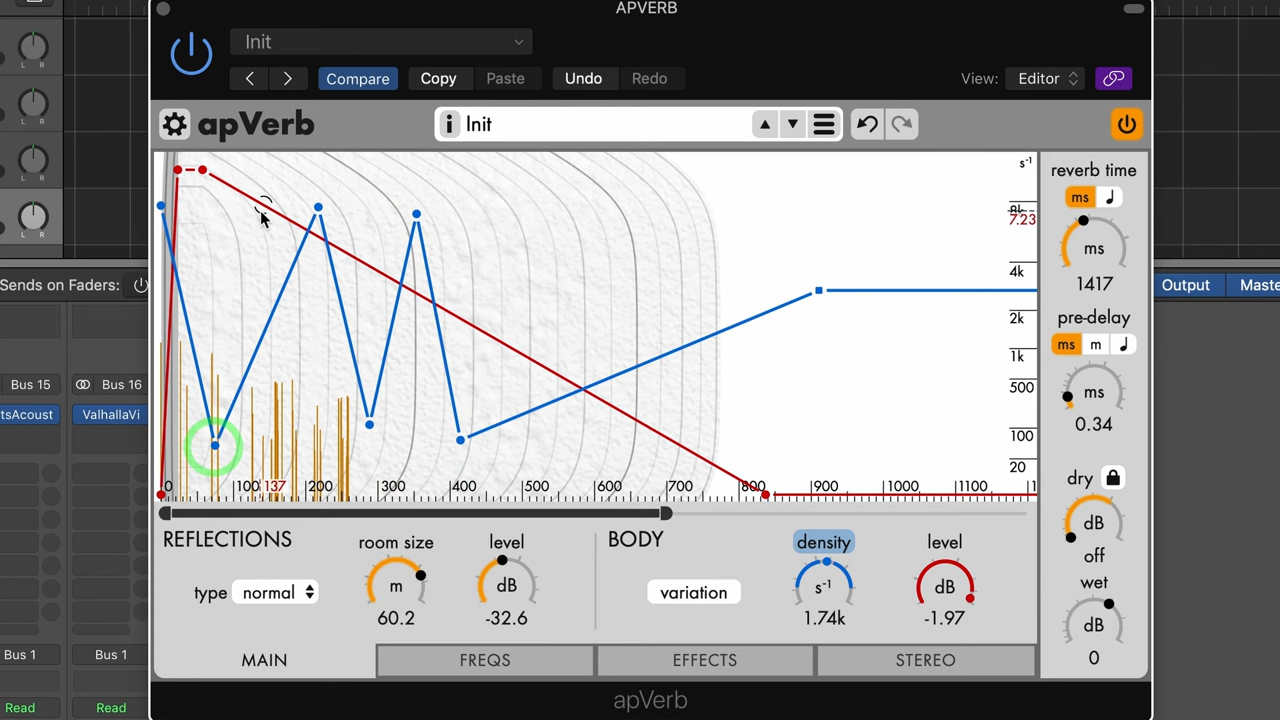 APVERB
Init
L R
L R
L R
L R
Compare
Copy
Paste
Undo
Redo
View:
Editor
apVerb
i Init
s-1
8k
7.23
4k
2k
1k
500
100
20
0
100
137
200
300
400
500
600
700
800
900
1000
1100
1
reverb time
ms
ms
1417
pre-delay
ms m
ms
0.34
dry
dB
off
wet
dB
0
Sends on Faders:
Output
Maste
Bus 15
Bus 16
tsAcoust
ValhallaVi
REFLECTIONS
room size
level
type
normal
m
dB
60.2
-32.6
BODY
variation
density
level
s-1
dB
1.74k
-1.97
MAIN
FREQS
EFFECTS
STEREO
Bus 1
Bus 1
Read
Read
apVerb